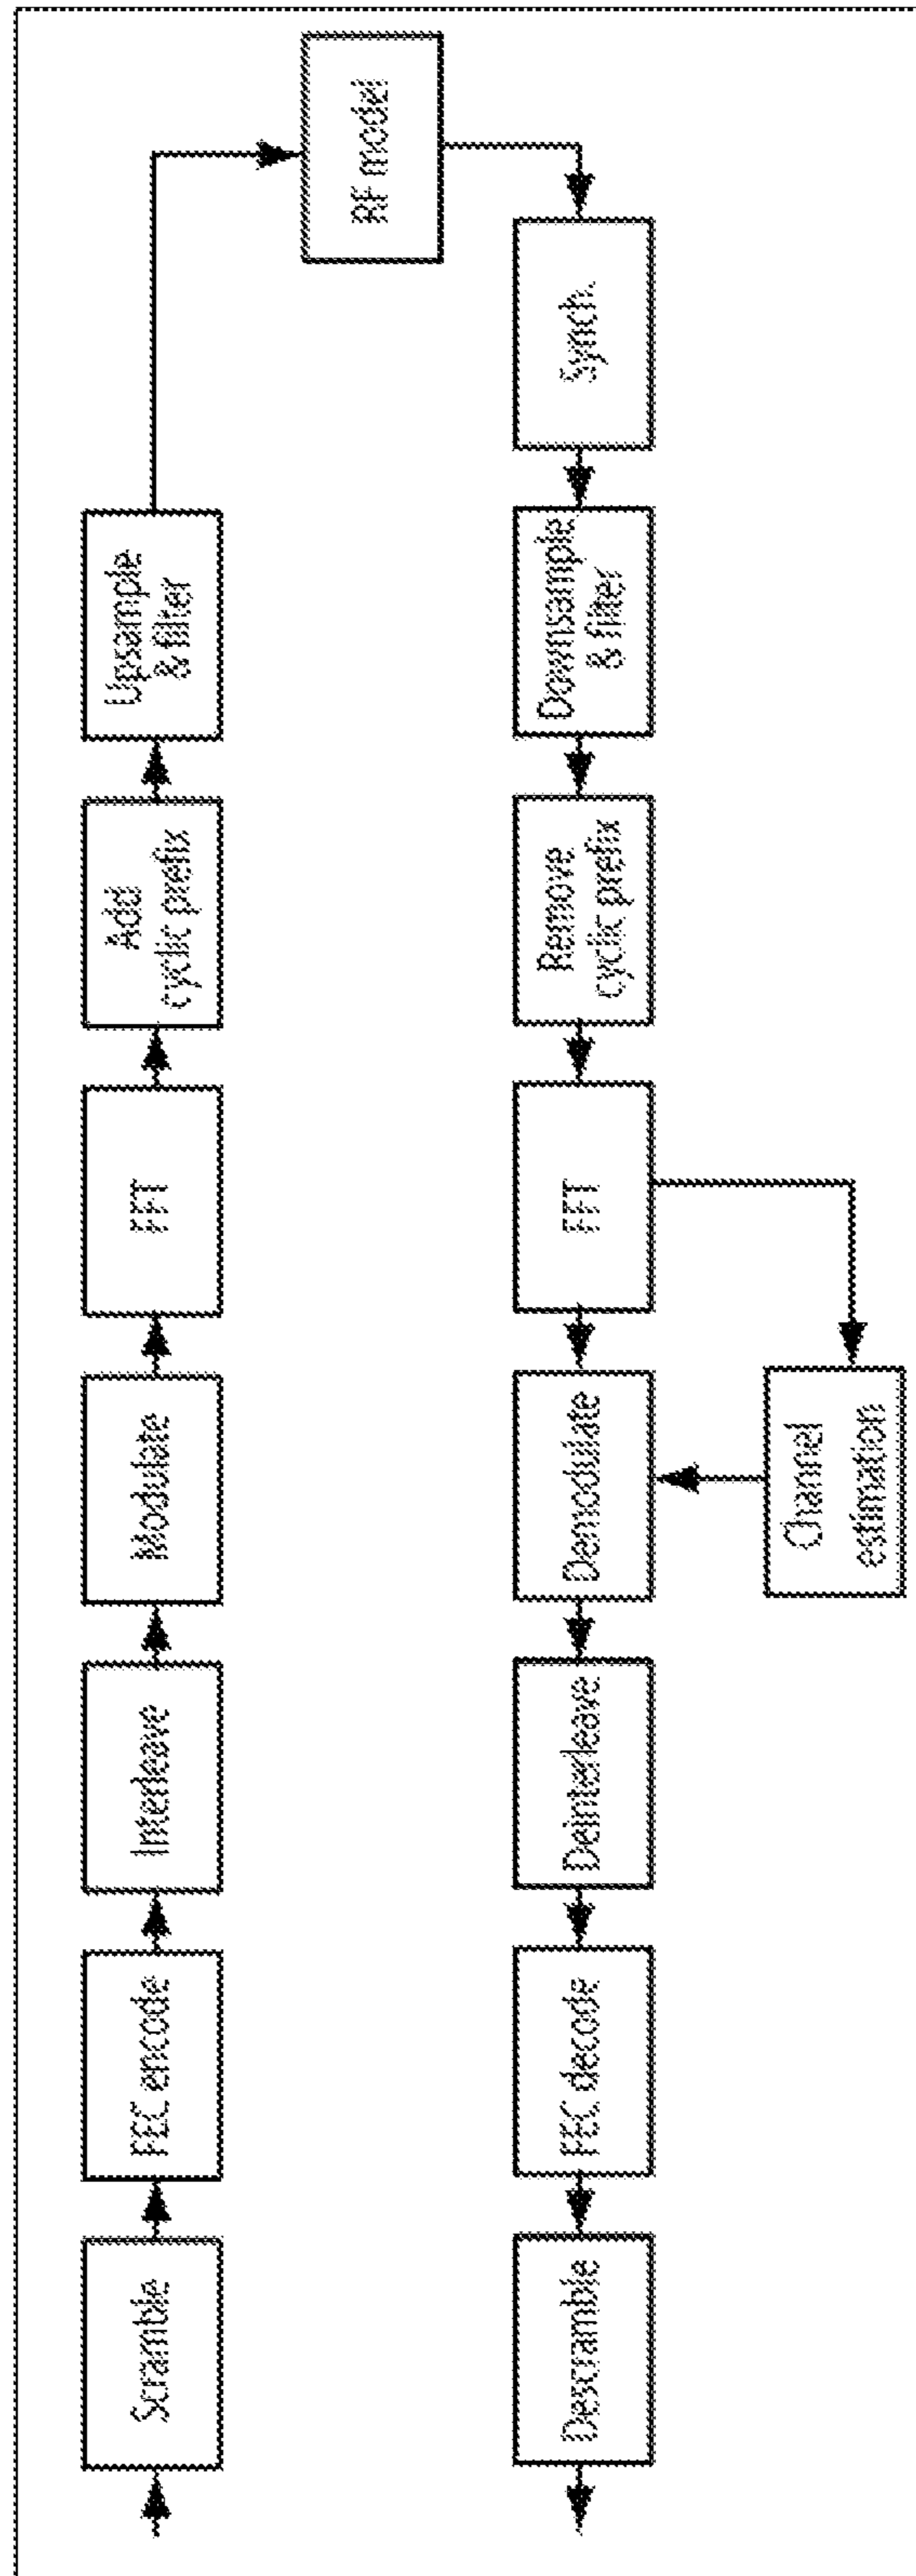 Scramble
FEC encode
Interleave
Modulate
FFT
Add
cyclic prefix
Upsample
& filter
RF model
Synch.
Downsample
& filter
Remove
cyclic prefix
FFT
Channel
estimation
Demodulate
Deinterleave
FEC decode
Descramble